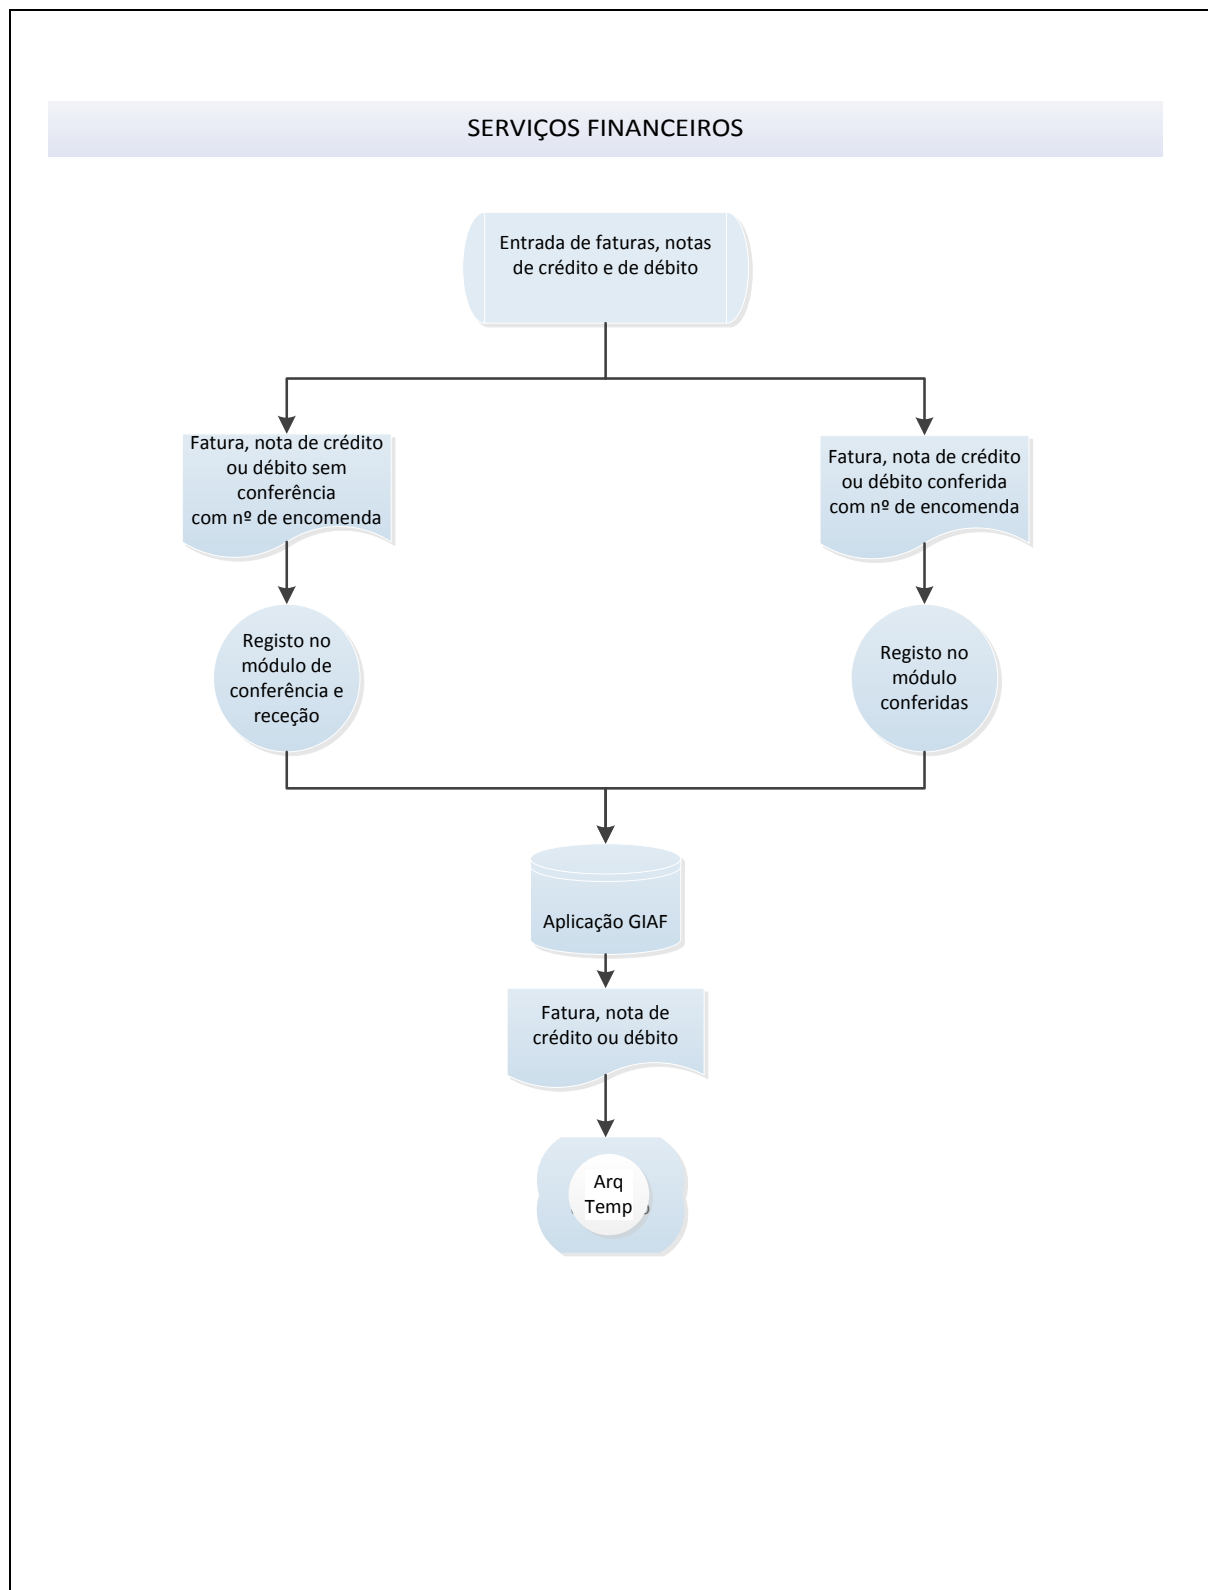 SERVIÇOS FINANCEIROS
Entrada de faturas, notas
de crédito e de débito
Fatura, nota de crédito
ou débito sem
conferência
com nº de encomenda
Fatura, nota de crédito
ou débito conferida
com nº de encomenda
Registo no
módulo de
conferência e
receção
Registo no
módulo
conferidas
Aplicação GIAF
Fatura, nota de
crédito ou débito
Arq
Temp